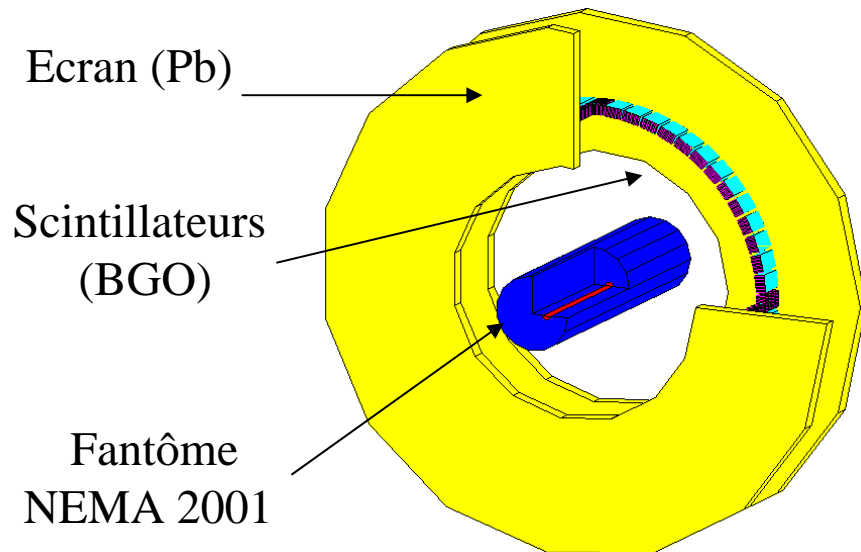 Ecran (Pb)
Scintillateurs
(BGO)
Fantôme
NEMA 2001